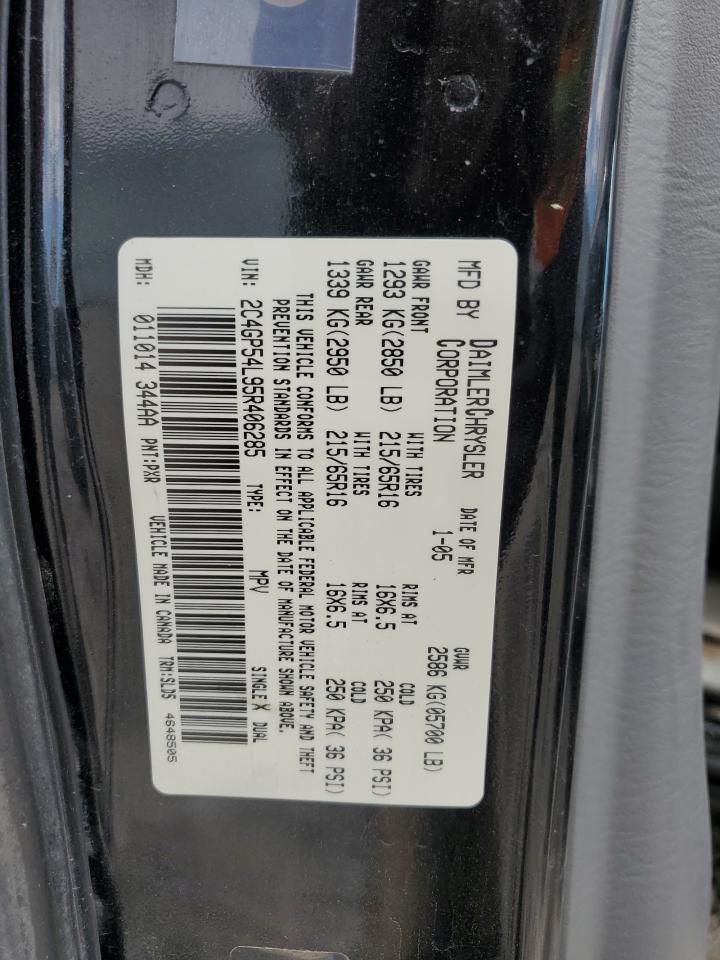 MFD BY DAIMLERCHRYSLER CORPORATION DATE OF MFR 1-05 GVWR 2586 KG(05700 LB)
GAWR FRONT WITH TIRES RIMS AT COLD
1293 KG(2850 LB) 215/65R16 16X6.5 250 KPA( 36 PSI)
GAWR REAR WITH TIRES RIMS AT COLD
1339 KG(2950 LB) 215/65R16 16X6.5 250 KPA( 36 PSI)
THIS VEHICLE CONFORMS TO ALL APPLICABLE FEDERAL MOTOR VEHICLE SAFETY AND THEFT
PREVENTION STANDARDS IN EFFECT ON THE DATE OF MANUFACTURE SHOWN ABOVE.
VIN: 2C4GP54L95R406285 TYPE: MPV SINGLE X DUAL
MDH: 011014 344AA PNT:PXR VEHICLE MADE IN CANADA TRM:SLD5 4648505